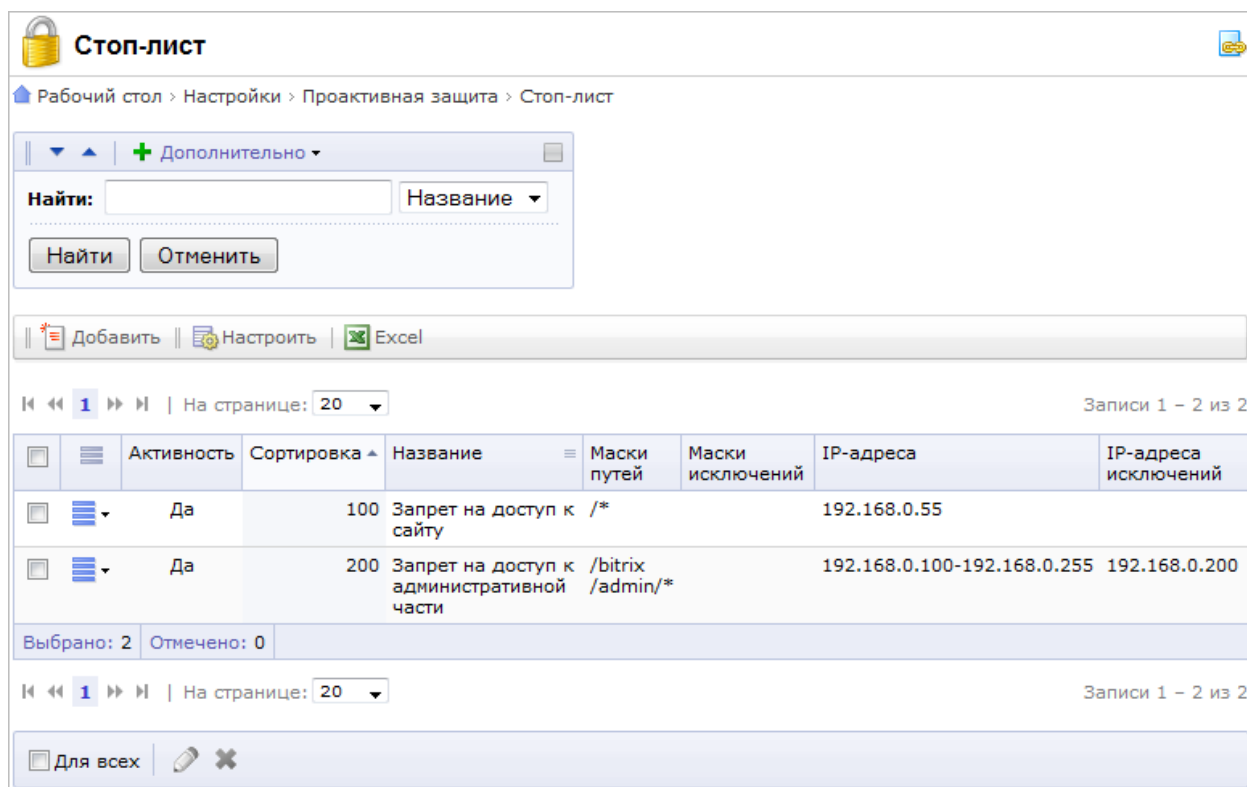 Стоп-лист
Рабочий стол › Настройки › Проактивная защита › Стоп-лист
Дополнительно
Найти: Название
Найти Отменить
Добавить Настроить Excel
1 | На странице: 20 Записи 1 – 2 из 2
Активность Сортировка Название Маски путей Маски исключений IP-адреса IP-адреса исключений
Да 100 Запрет на доступ к сайту /* 192.168.0.55
Да 200 Запрет на доступ к административной части /bitrix /admin/* 192.168.0.100-192.168.0.255 192.168.0.200
Выбрано: 2 Отмечено: 0
1 | На странице: 20 Записи 1 – 2 из 2
Для всех